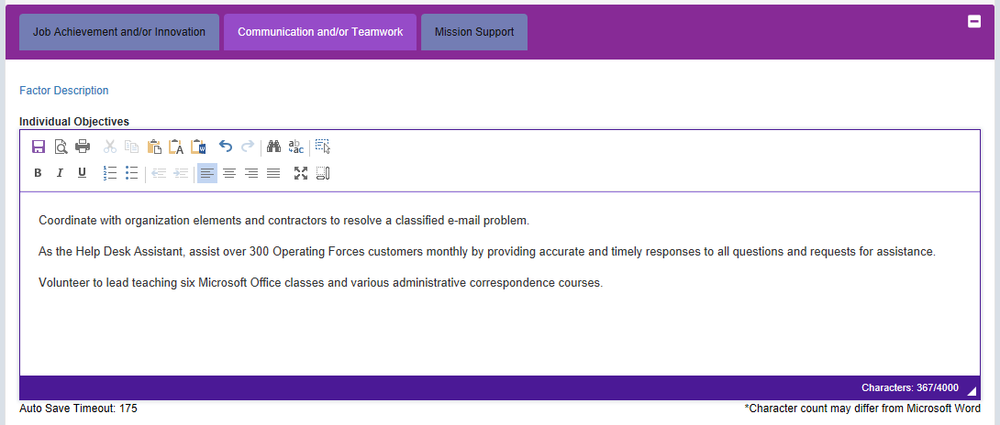 Job Achievement and/or Innovation
Communication and/or Teamwork
Mission Support
Factor Description
Individual Objectives
B I U
Coordinate with organization elements and contractors to resolve a classified e-mail problem.
As the Help Desk Assistant, assist over 300 Operating Forces customers monthly by providing accurate and timely responses to all questions and requests for assistance.
Volunteer to lead teaching six Microsoft Office classes and various administrative correspondence courses.
Characters: 367/4000
Auto Save Timeout: 175
*Character count may differ from Microsoft Word